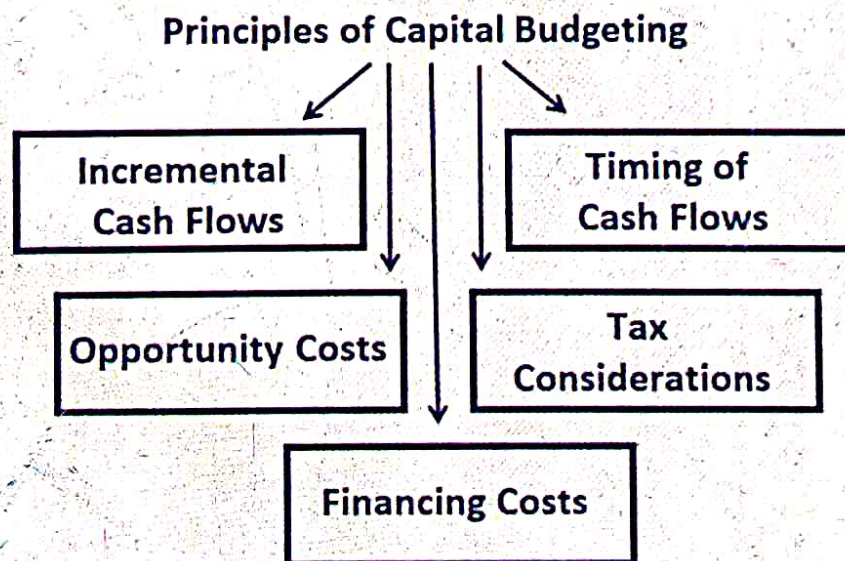 Principles of Capital Budgeting
Incremental
Cash Flows
Timing of
Cash Flows
Opportunity Costs
Tax
Considerations
Financing Costs